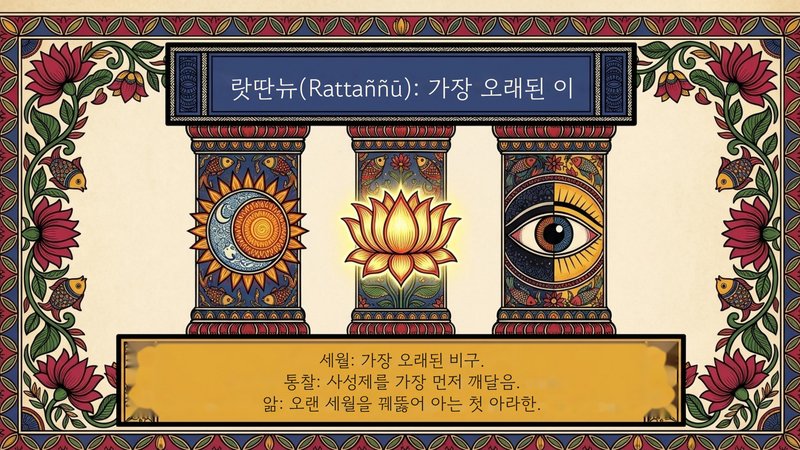 랏딴뉴(Rattaññū): 가장 오래된 이
세월: 가장 오래된 비구.
통찰: 사성제를 가장 먼저 깨달음.
앎: 오랜 세월을 꿰뚫어 아는 첫 아라한.